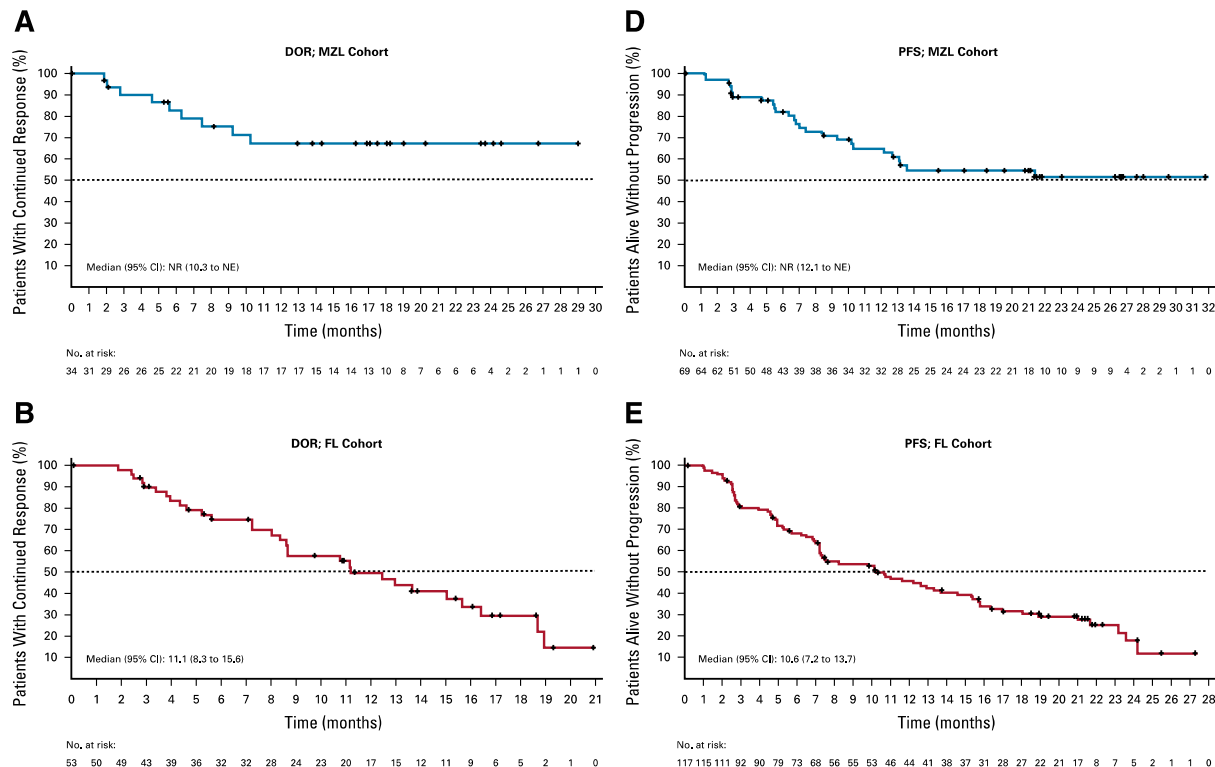 A
DOR; MZL Cohort
Patients With Continued Response (%)
100
90
80
70
60
50
40
30
20
10
Median (95% CI): NR (10.3 to NE)
0 1 2 3 4 5 6 7 8 9 10 11 12 13 14 15 16 17 18 19 20 21 22 23 24 25 26 27 28 29 30
Time (months)
No. at risk:
34 31 29 26 26 25 22 21 20 19 18 17 17 17 15 14 14 13 10 8 7 6 6 6 4 2 2 1 1 1 0
D
PFS; MZL Cohort
Patients Alive Without Progression (%)
100
90
80
70
60
50
40
30
20
10
Median (95% CI): NR (12.1 to NE)
0 1 2 3 4 5 6 7 8 9 10 11 12 13 14 15 16 17 18 19 20 21 22 23 24 25 26 27 28 29 30 31 32
Time (months)
No. at risk:
69 64 62 51 50 48 43 39 38 36 34 32 32 28 25 25 24 24 23 22 21 18 10 10 9 9 9 4 2 2 1 1 0
B
DOR; FL Cohort
Patients With Continued Response (%)
100
90
80
70
60
50
40
30
20
10
Median (95% CI): 11.1 (8.3 to 15.6)
0 1 2 3 4 5 6 7 8 9 10 11 12 13 14 15 16 17 18 19 20 21
Time (months)
No. at risk:
53 50 49 43 39 36 32 32 28 24 23 20 17 15 12 11 9 6 5 2 1 0
E
PFS; FL Cohort
Patients Alive Without Progression (%)
100
90
80
70
60
50
40
30
20
10
Median (95% CI): 10.6 (7.2 to 13.7)
0 1 2 3 4 5 6 7 8 9 10 11 12 13 14 15 16 17 18 19 20 21 22 23 24 25 26 27 28
Time (months)
No. at risk:
117 115 111 92 90 79 73 68 56 55 53 46 44 41 38 37 31 28 27 22 19 17 8 7 5 2 1 1 0